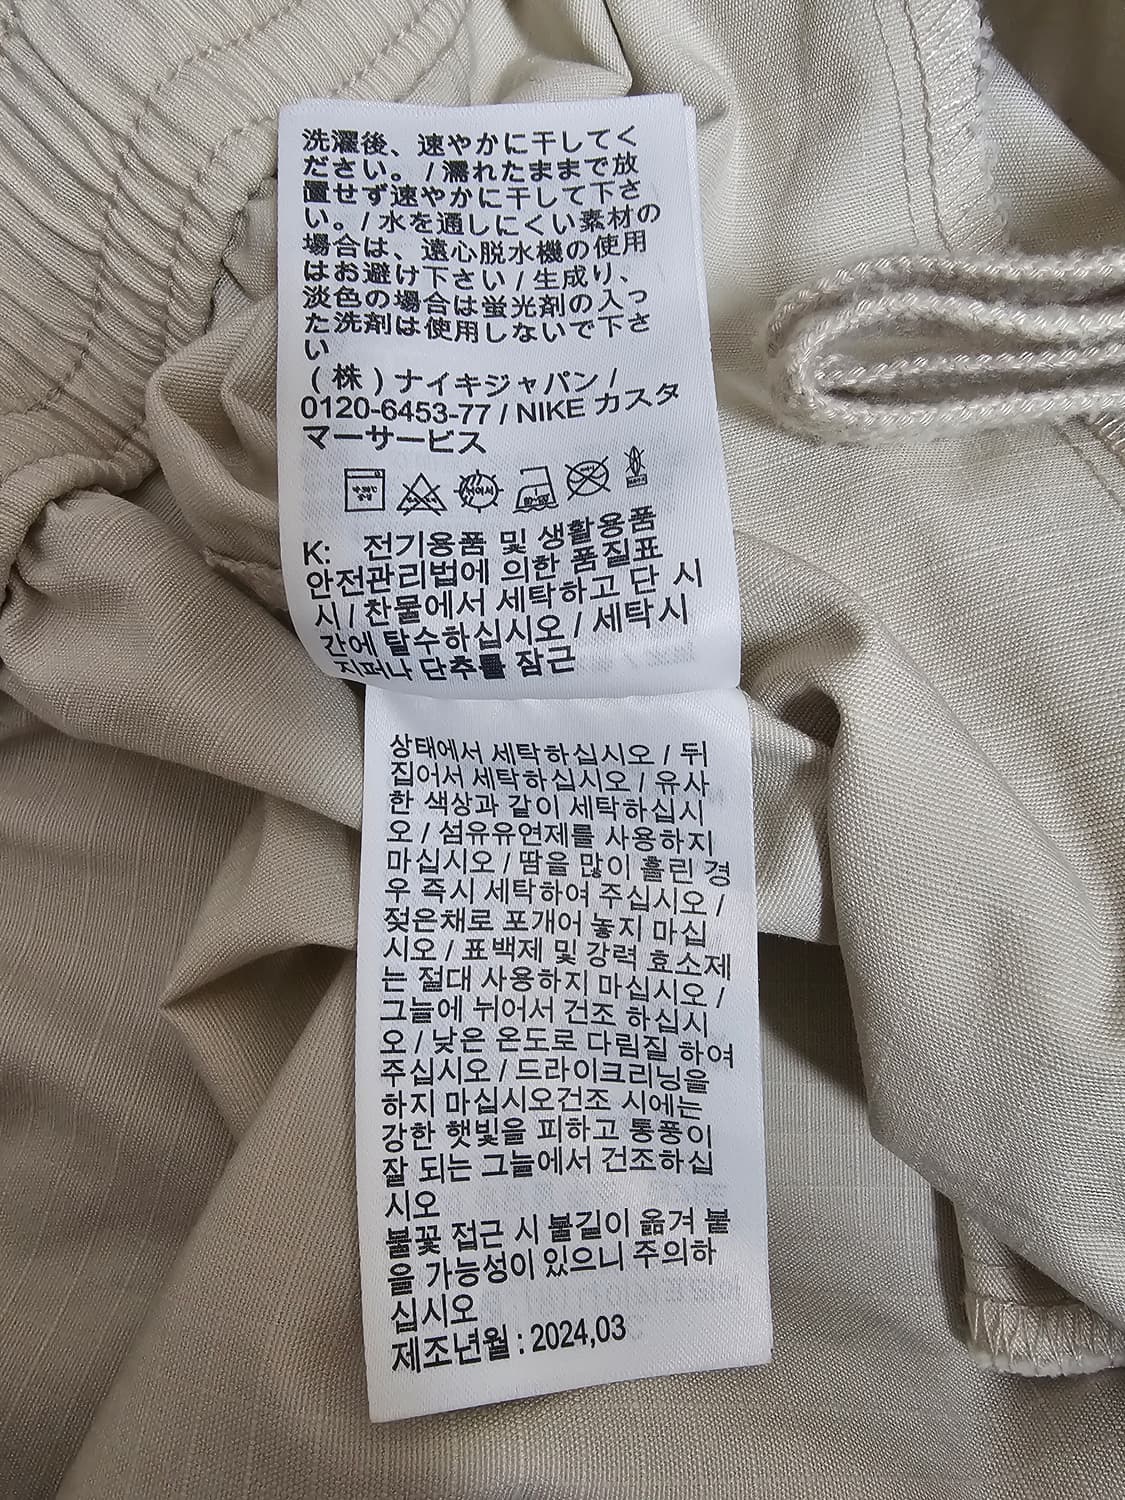 洗濯後、速やかに干してく
ださい。/濡れたままで放
置せず速やかに干して下さ
い。/水を通しにくい素材の
場合は、遠心脱水機の使用
はお避け下さい/生成り、
淡色の場合は蛍光剤の入っ
た洗剤は使用しないで下さ
い
(株)ナイキジャパン/
0120-6453-77/NIKE カスタ
マーサービス
K: 전기용품 및 생활용품
안전관리법에 의한 품질표
시/찬물에서 세탁하고 단 시
간에 탈수하십시오/세탁시
지퍼나 단추를 잠근
상태에서 세탁하십시오/뒤
집어서 세탁하십시오/유사
한 색상과 같이 세탁하십시
오/섬유유연제를 사용하지
마십시오/땀을 많이 흘린 경
우 즉시 세탁하여 주십시오/
젖은채로 포개어 놓지 마십
시오/표백제 및 강력 효소제
는 절대 사용하지 마십시오/
그늘에 뉘어서 건조 하십시
오/낮은 온도로 다림질 하여
주십시오/드라이크리닝을
하지 마십시오건조 시에는
강한 햇빛을 피하고 통풍이
잘 되는 그늘에서 건조하십
시오
불꽃 접근 시 불길이 옮겨 붙
을 가능성이 있으니 주의하
십시오
제조년월:2024,03